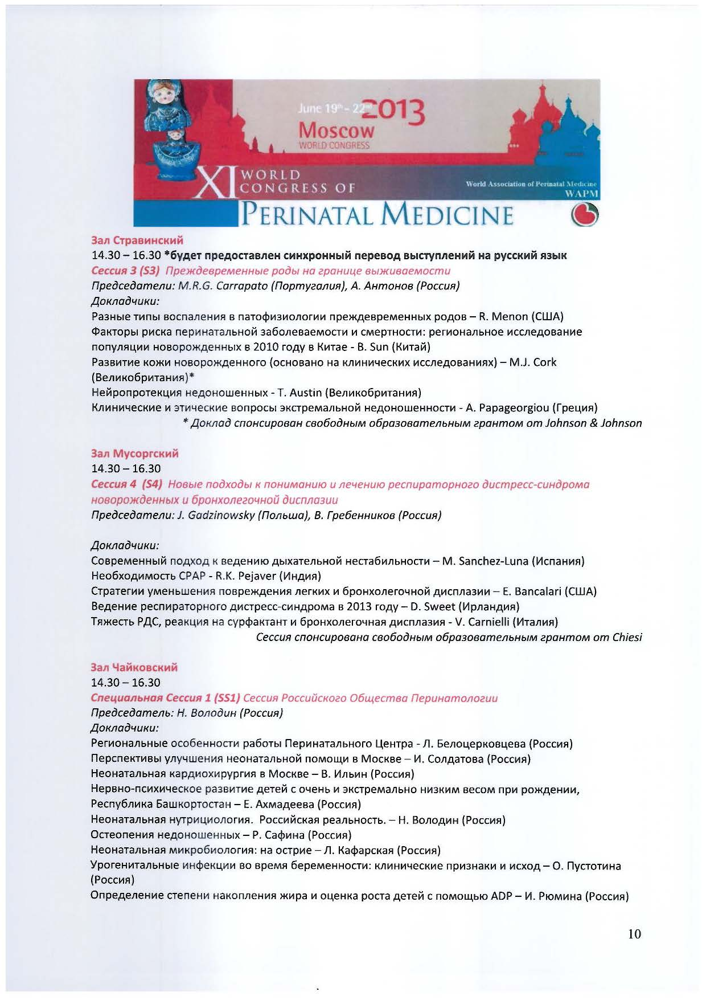 June 19th - 22nd 2013
Moscow
WORLD CONGRESS
XI WORLD
CONGRESS OF
World Association of Perinatal Medicine
WAPM
PERINATAL MEDICINE
Зал Стравинский
14.30 – 16.30 *будет предоставлен синхронный перевод выступлений на русский язык
Сессия 3 (S3) Преждевременные роды на границе выживаемости
Председатели: M.R.G. Carrapato (Португалия), А. Антонов (Россия)
Докладчики:
Разные типы воспаления в патофизиологии преждевременных родов – R. Menon (США)
Факторы риска перинатальной заболеваемости и смертности: региональное исследование
популяции новорожденных в 2010 году в Китае - B. Sun (Китай)
Развитие кожи новорожденного (основано на клинических исследованиях) – M.J. Cork
(Великобритания)*
Нейропротекция недоношенных - T. Austin (Великобритания)
Клинические и этические вопросы экстремальной недоношенности - A. Papageorgiou (Греция)
* Доклад спонсирован свободным образовательным грантом от Johnson & Johnson
Зал Мусоргский
14.30 – 16.30
Сессия 4 (S4) Новые подходы к пониманию и лечению респираторного дистресс-синдрома
новорожденных и бронхолегочной дисплазии
Председатели: J. Gadzinowsky (Польша), В. Гребенников (Россия)
Докладчики:
Современный подход к ведению дыхательной нестабильности – M. Sanchez-Luna (Испания)
Необходимость CPAP - R.K. Pejaver (Индия)
Стратегии уменьшения повреждения легких и бронхолегочной дисплазии – E. Bancalari (США)
Ведение респираторного дистресс-синдрома в 2013 году – D. Sweet (Ирландия)
Тяжесть РДС, реакция на сурфактант и бронхолегочная дисплазия - V. Carnielli (Италия)
Сессия спонсирована свободным образовательным грантом от Chiesi
Зал Чайковский
14.30 – 16.30
Специальная Сессия 1 (SS1) Сессия Российского Общества Перинатологии
Председатель: Н. Володин (Россия)
Докладчики:
Региональные особенности работы Перинатального Центра - Л. Белоцерковцева (Россия)
Перспективы улучшения неонатальной помощи в Москве – И. Солдатова (Россия)
Неонатальная кардиохирургия в Москве – В. Ильин (Россия)
Нервно-психическое развитие детей с очень и экстремально низким весом при рождении,
Республика Башкортостан – Е. Ахмадеева (Россия)
Неонатальная нутрициология. Российская реальность. – Н. Володин (Россия)
Остеопения недоношенных – Р. Сафина (Россия)
Неонатальная микробиология: на острие – Л. Кафарская (Россия)
Урогенитальные инфекции во время беременности: клинические признаки и исход – О. Пустотина
(Россия)
Определение степени накопления жира и оценка роста детей с помощью ADP – И. Рюмина (Россия)
10